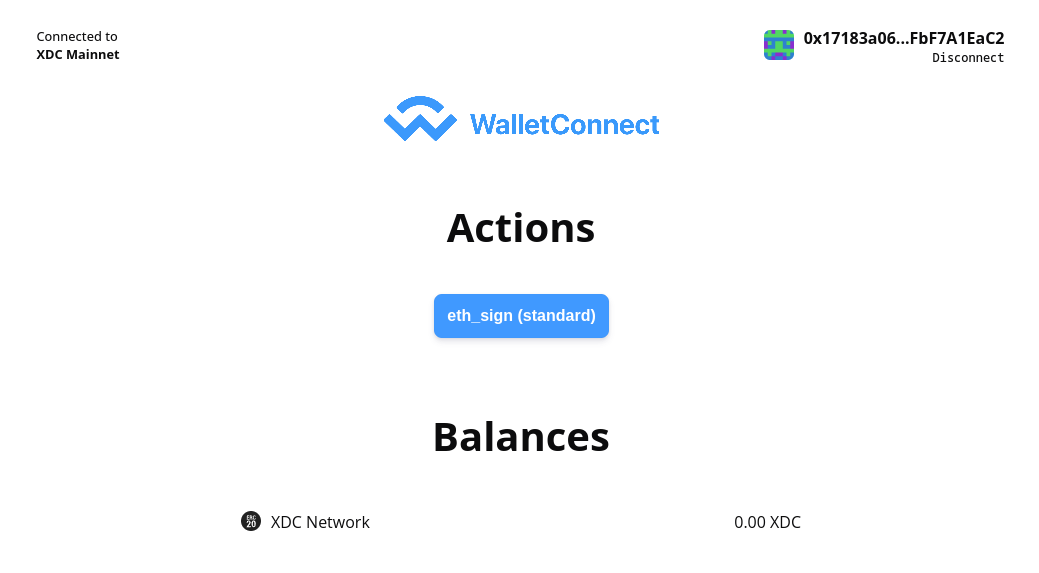 Connected to
XDC Mainnet
0x17183a06...FbF7A1EaC2
Disconnect
WalletConnect
Actions
eth_sign (standard)
Balances
ERC
20
XDC Network
0.00 XDC